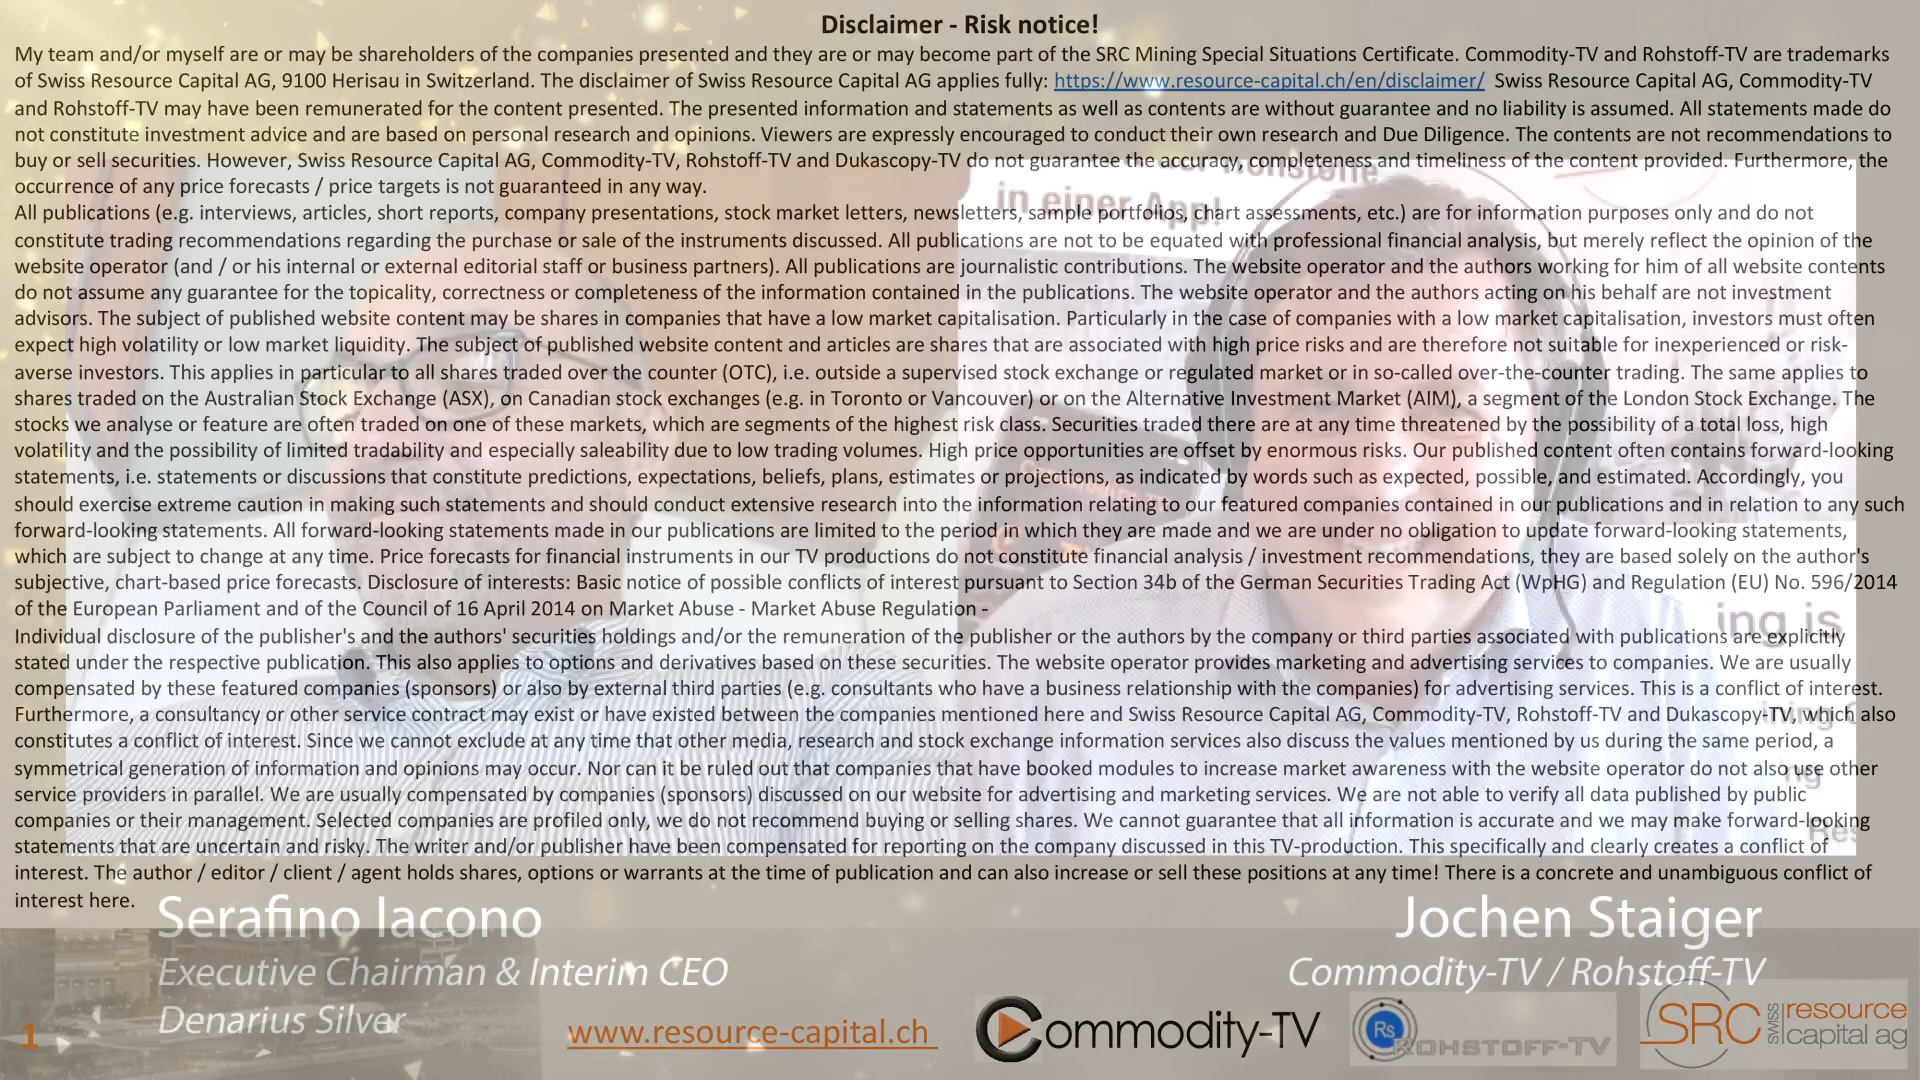 Disclaimer - Risk notice!
My team and/or myself are or may be shareholders of the companies presented and they are or may become part of the SRC Mining Special Situations Certificate. Commodity-TV and Rohstoff-TV are trademarks
of Swiss Resource Capital AG, 9100 Herisau in Switzerland. The disclaimer of Swiss Resource Capital AG applies fully: https://www.resource-capital.ch/en/disclaimer/ Swiss Resource Capital AG, Commodity-TV
and Rohstoff-TV may have been remunerated for the content presented. The presented information and statements as well as contents are without guarantee and no liability is assumed. All statements made do
not constitute investment advice and are based on personal research and opinions. Viewers are expressly encouraged to conduct their own research and Due Diligence. The contents are not recommendations to
buy or sell securities. However, Swiss Resource Capital AG, Commodity-TV, Rohstoff-TV and Dukascopy-TV do not guarantee the accuracy, completeness and timeliness of the content provided. Furthermore, the
occurrence of any price forecasts / price targets is not guaranteed in any way.
in einer App!
All publications (e.g. interviews, articles, short reports, company presentations, stock market letters, newsletters, sample portfolios, chart assessments, etc.) are for information purposes only and do not
constitute trading recommendations regarding the purchase or sale of the instruments discussed. All publications are not to be equated with professional financial analysis, but merely reflect the opinion of the
website operator (and / or his internal or external editorial staff or business partners). All publications are journalistic contributions. The website operator and the authors working for him of all website contents
do not assume any guarantee for the topicality, correctness or completeness of the information contained in the publications. The website operator and the authors acting on his behalf are not investment
advisors. The subject of published website content may be shares in companies that have a low market capitalisation. Particularly in the case of companies with a low market capitalisation, investors must often
expect high volatility or low market liquidity. The subject of published website content and articles are shares that are associated with high price risks and are therefore not suitable for inexperienced or risk-
averse investors. This applies in particular to all shares traded over the counter (OTC), i.e. outside a supervised stock exchange or regulated market or in so-called over-the-counter trading. The same applies to
shares traded on the Australian Stock Exchange (ASX), on Canadian stock exchanges (e.g. in Toronto or Vancouver) or on the Alternative Investment Market (AIM), a segment of the London Stock Exchange. The
stocks we analyse or feature are often traded on one of these markets, which are segments of the highest risk class. Securities traded there are at any time threatened by the possibility of a total loss, high
volatility and the possibility of limited tradability and especially saleability due to low trading volumes. High price opportunities are offset by enormous risks. Our published content often contains forward-looking
statements, i.e. statements or discussions that constitute predictions, expectations, beliefs, plans, estimates or projections, as indicated by words such as expected, possible, and estimated. Accordingly, you
should exercise extreme caution in making such statements and should conduct extensive research into the information relating to our featured companies contained in our publications and in relation to any such
forward-looking statements. All forward-looking statements made in our publications are limited to the period in which they are made and we are under no obligation to update forward-looking statements,
which are subject to change at any time. Price forecasts for financial instruments in our TV productions do not constitute financial analysis / investment recommendations, they are based solely on the author's
subjective, chart-based price forecasts. Disclosure of interests: Basic notice of possible conflicts of interest pursuant to Section 34b of the German Securities Trading Act (WpHG) and Regulation (EU) No. 596/2014
of the European Parliament and of the Council of 16 April 2014 on Market Abuse - Market Abuse Regulation -
ing is
Individual disclosure of the publisher's and the authors' securities holdings and/or the remuneration of the publisher or the authors by the company or third parties associated with publications are explicitly
stated under the respective publication. This also applies to options and derivatives based on these securities. The website operator provides marketing and advertising services to companies. We are usually
compensated by these featured companies (sponsors) or also by external third parties (e.g. consultants who have a business relationship with the companies) for advertising services. This is a conflict of interest.
Furthermore, a consultancy or other service contract may exist or have existed between the companies mentioned here and Swiss Resource Capital AG, Commodity-TV, Rohstoff-TV and Dukascopy-TV, which also
constitutes a conflict of interest. Since we cannot exclude at any time that other media, research and stock exchange information services also discuss the values mentioned by us during the same period, a
symmetrical generation of information and opinions may occur. Nor can it be ruled out that companies that have booked modules to increase market awareness with the website operator do not also use other
service providers in parallel. We are usually compensated by companies (sponsors) discussed on our website for advertising and marketing services. We are not able to verify all data published by public
companies or their management. Selected companies are profiled only, we do not recommend buying or selling shares. We cannot guarantee that all information is accurate and we may make forward-looking
statements that are uncertain and risky. The writer and/or publisher have been compensated for reporting on the company discussed in this TV-production. This specifically and clearly creates a conflict of
interest. The author / editor / client / agent holds shares, options or warrants at the time of publication and can also increase or sell these positions at any time! There is a concrete and unambiguous conflict of
interest here.
Serafino Iacono
Executive Chairman & Interim CEO
Denarius Silver
Jochen Staiger
Commodity-TV / Rohstoff-TV
1
www.resource-capital.ch
Commodity-TV
Rs ROHSTOFF-TV
SRC SWISS resource capital ag